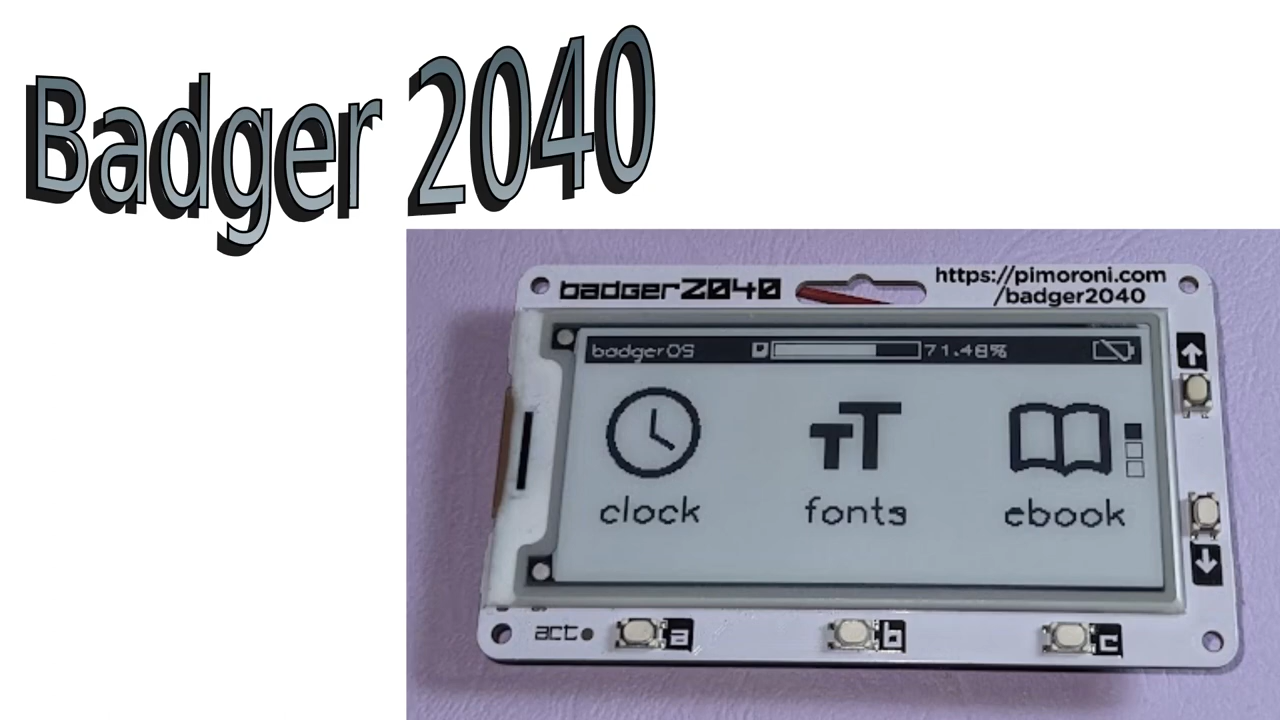 Badger 2040
badger2040
https://pimoroni.com
/badger2040
badgerOS 71.48%
clock fonts ebook
act a b c